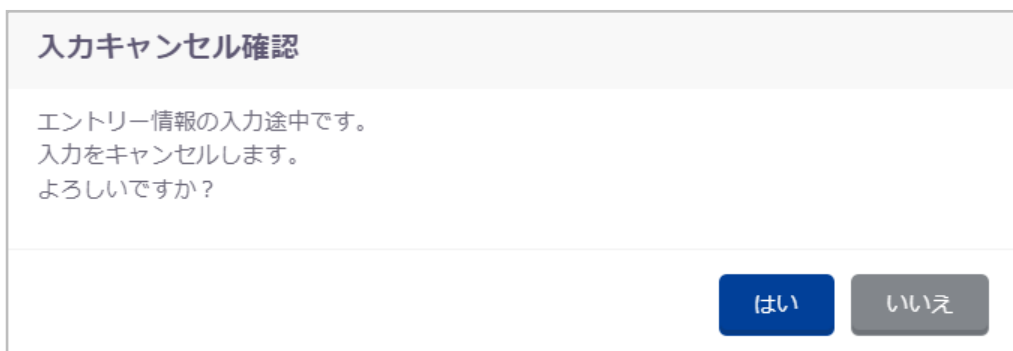 入力キャンセル確認
エントリー情報の入力途中です。
入力をキャンセルします。
よろしいですか？
はい
いいえ